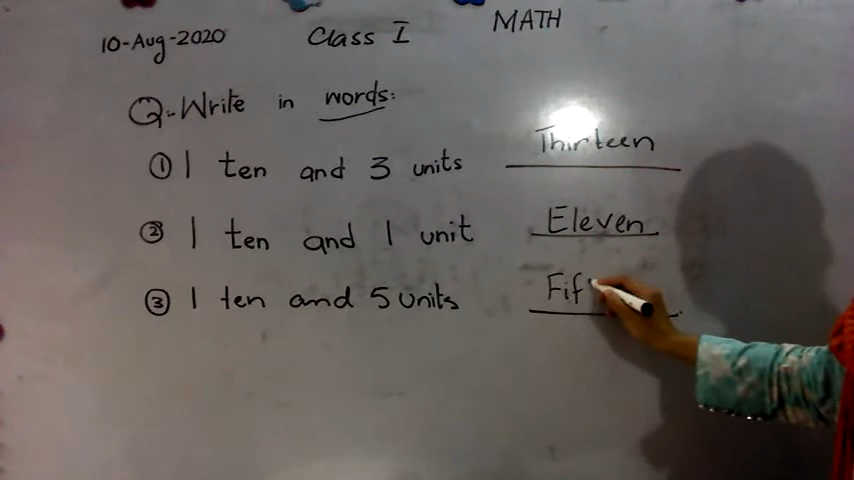 10-Aug-2020 Class I MATH
Q:- Write in words:
① 1 ten and 3 units Thirteen
② 1 ten and 1 unit Eleven
③ 1 ten and 5 units Fif